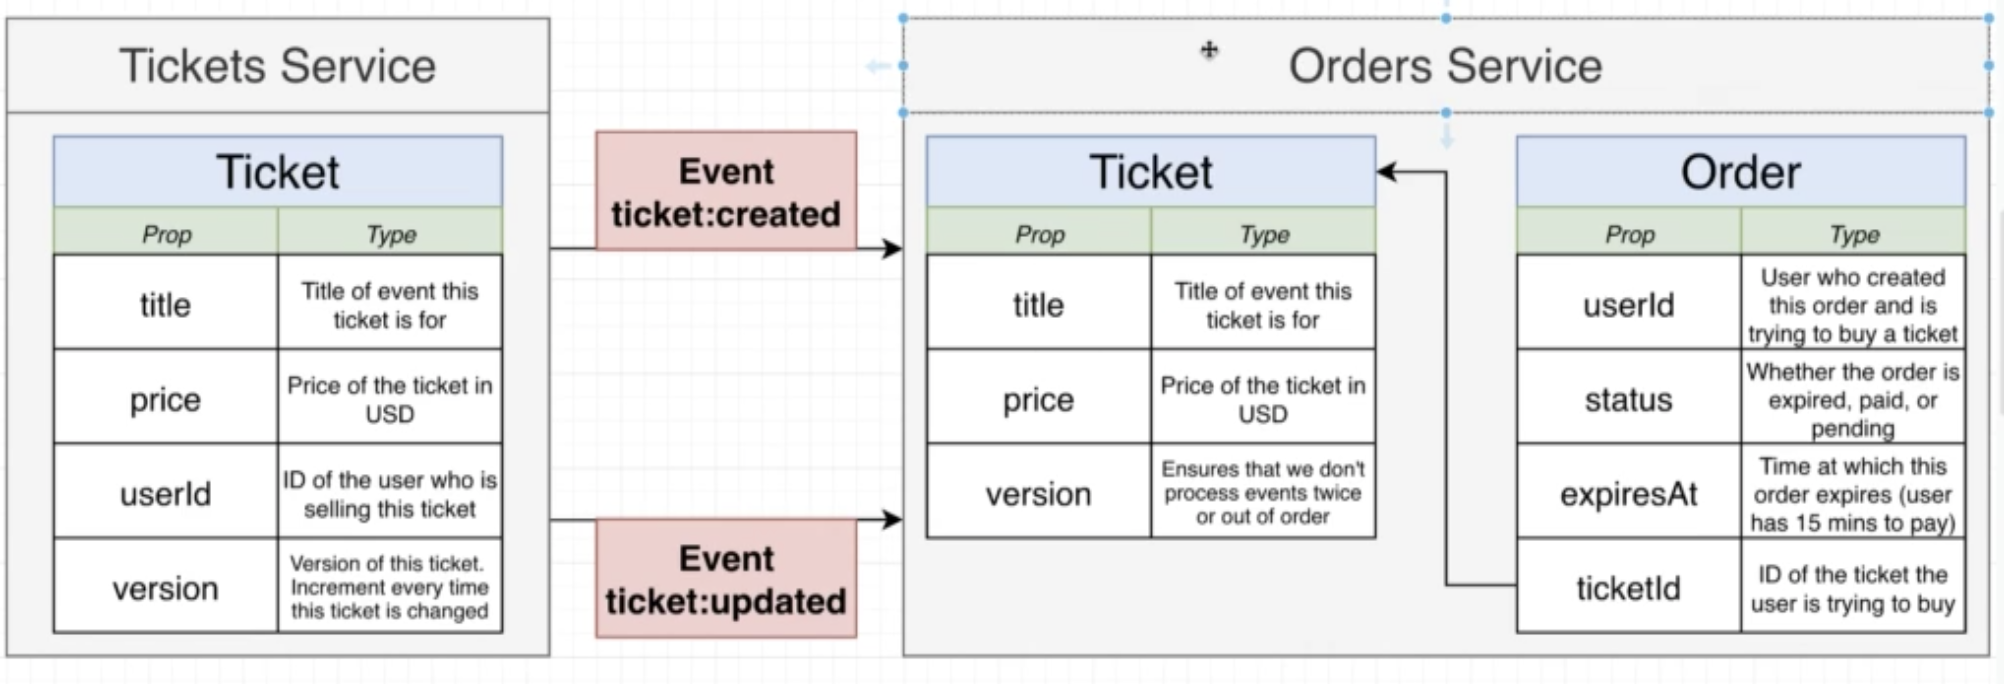 Tickets Service
Ticket
Prop
Type
title
Title of event this
ticket is for
price
Price of the ticket in
USD
userId
ID of the user who is
selling this ticket
version
Version of this ticket.
Increment every time
this ticket is changed
Event
ticket:created
Event
ticket:updated
Orders Service
Ticket
Prop
Type
title
Title of event this
ticket is for
price
Price of the ticket in
USD
version
Ensures that we don't
process events twice
or out of order
Order
Prop
Type
userId
User who created
this order and is
trying to buy a ticket
status
Whether the order is
expired, paid, or
pending
expiresAt
Time at which this
order expires (user
has 15 mins to pay)
ticketId
ID of the ticket the
user is trying to buy